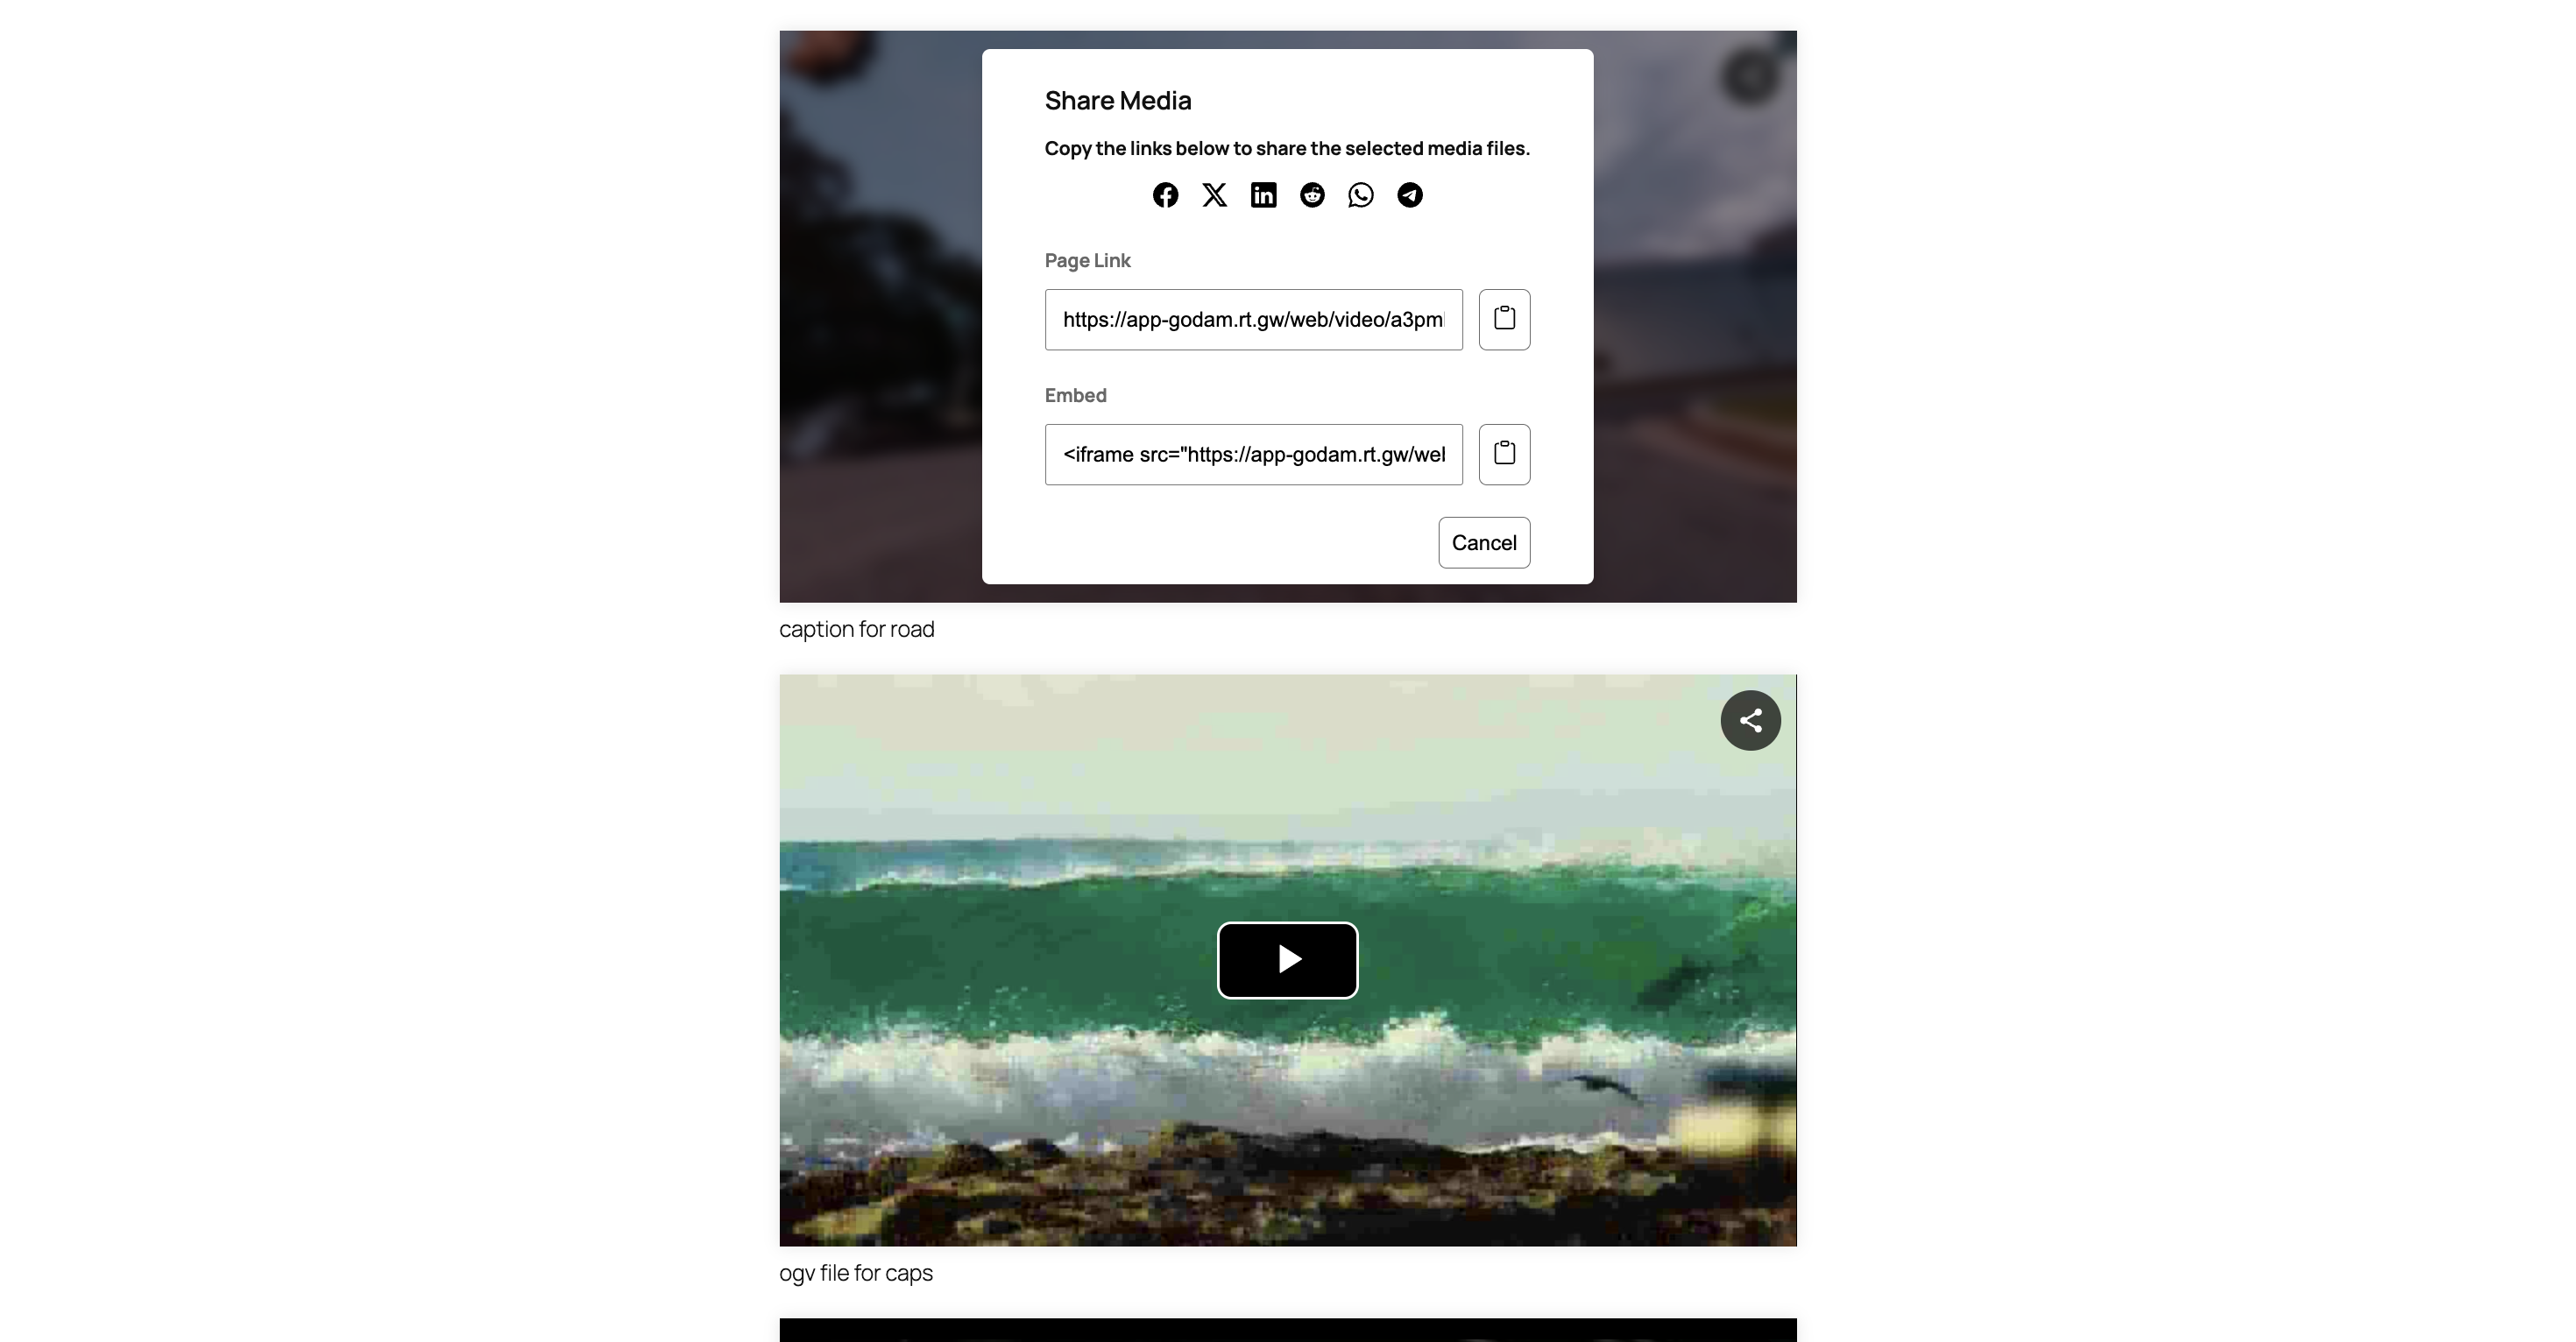 Share Media
Copy the links below to share the selected media files.
Page Link
https://app-godam.rt.gw/web/video/a3pm
Embed
<iframe src="https://app-godam.rt.gw/we
Cancel
caption for road
ogv file for caps